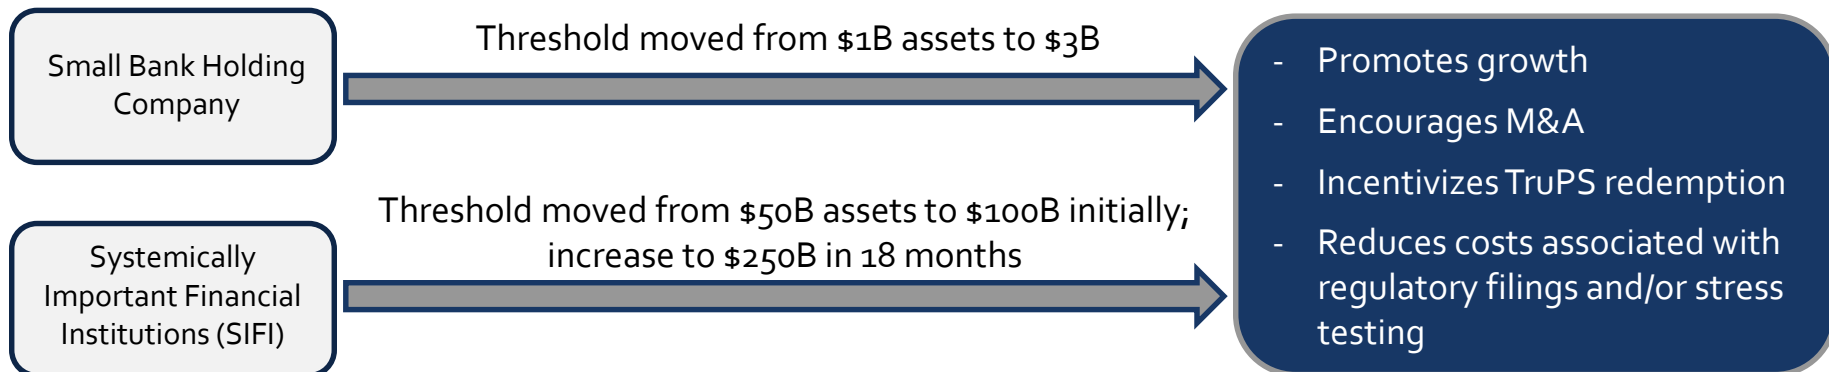 Small Bank Holding
Company
Threshold moved from $1B assets to $3B
Systemically
Important Financial
Institutions (SIFI)
Threshold moved from $50B assets to $100B initially;
increase to $250B in 18 months
- Promotes growth
- Encourages M&A
- Incentivizes TruPS redemption
- Reduces costs associated with
regulatory filings and/or stress
testing